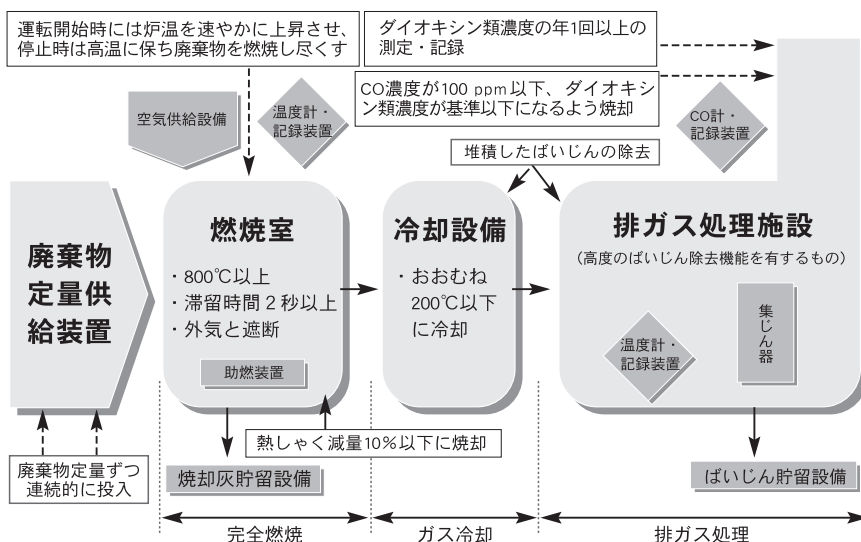 運転開始時には炉温を速やかに上昇させ、
停止時は高温に保ち廃棄物を燃焼し尽くす
ダイオキシン類濃度の年1回以上の
測定・記録
CO濃度が100 ppm以下、ダイオキシ
ン類濃度が基準以下になるよう焼却
空気供給設備
温度計・
記録装置
CO計・
記録装置
堆積したばいじんの除去
廃棄物
定量供
給装置
燃焼室
・800℃以上
・滞留時間2秒以上
・外気と遮断
助燃装置
冷却設備
・おおむね
200℃以下
に冷却
排ガス処理施設
(高度のばいじん除去機能を有するもの)
温度計・
記録装置
集じん器
熱しゃく減量10%以下に焼却
廃棄物定量ずつ
連続的に投入
焼却灰貯留設備
ばいじん貯留設備
完全燃焼
ガス冷却
排ガス処理